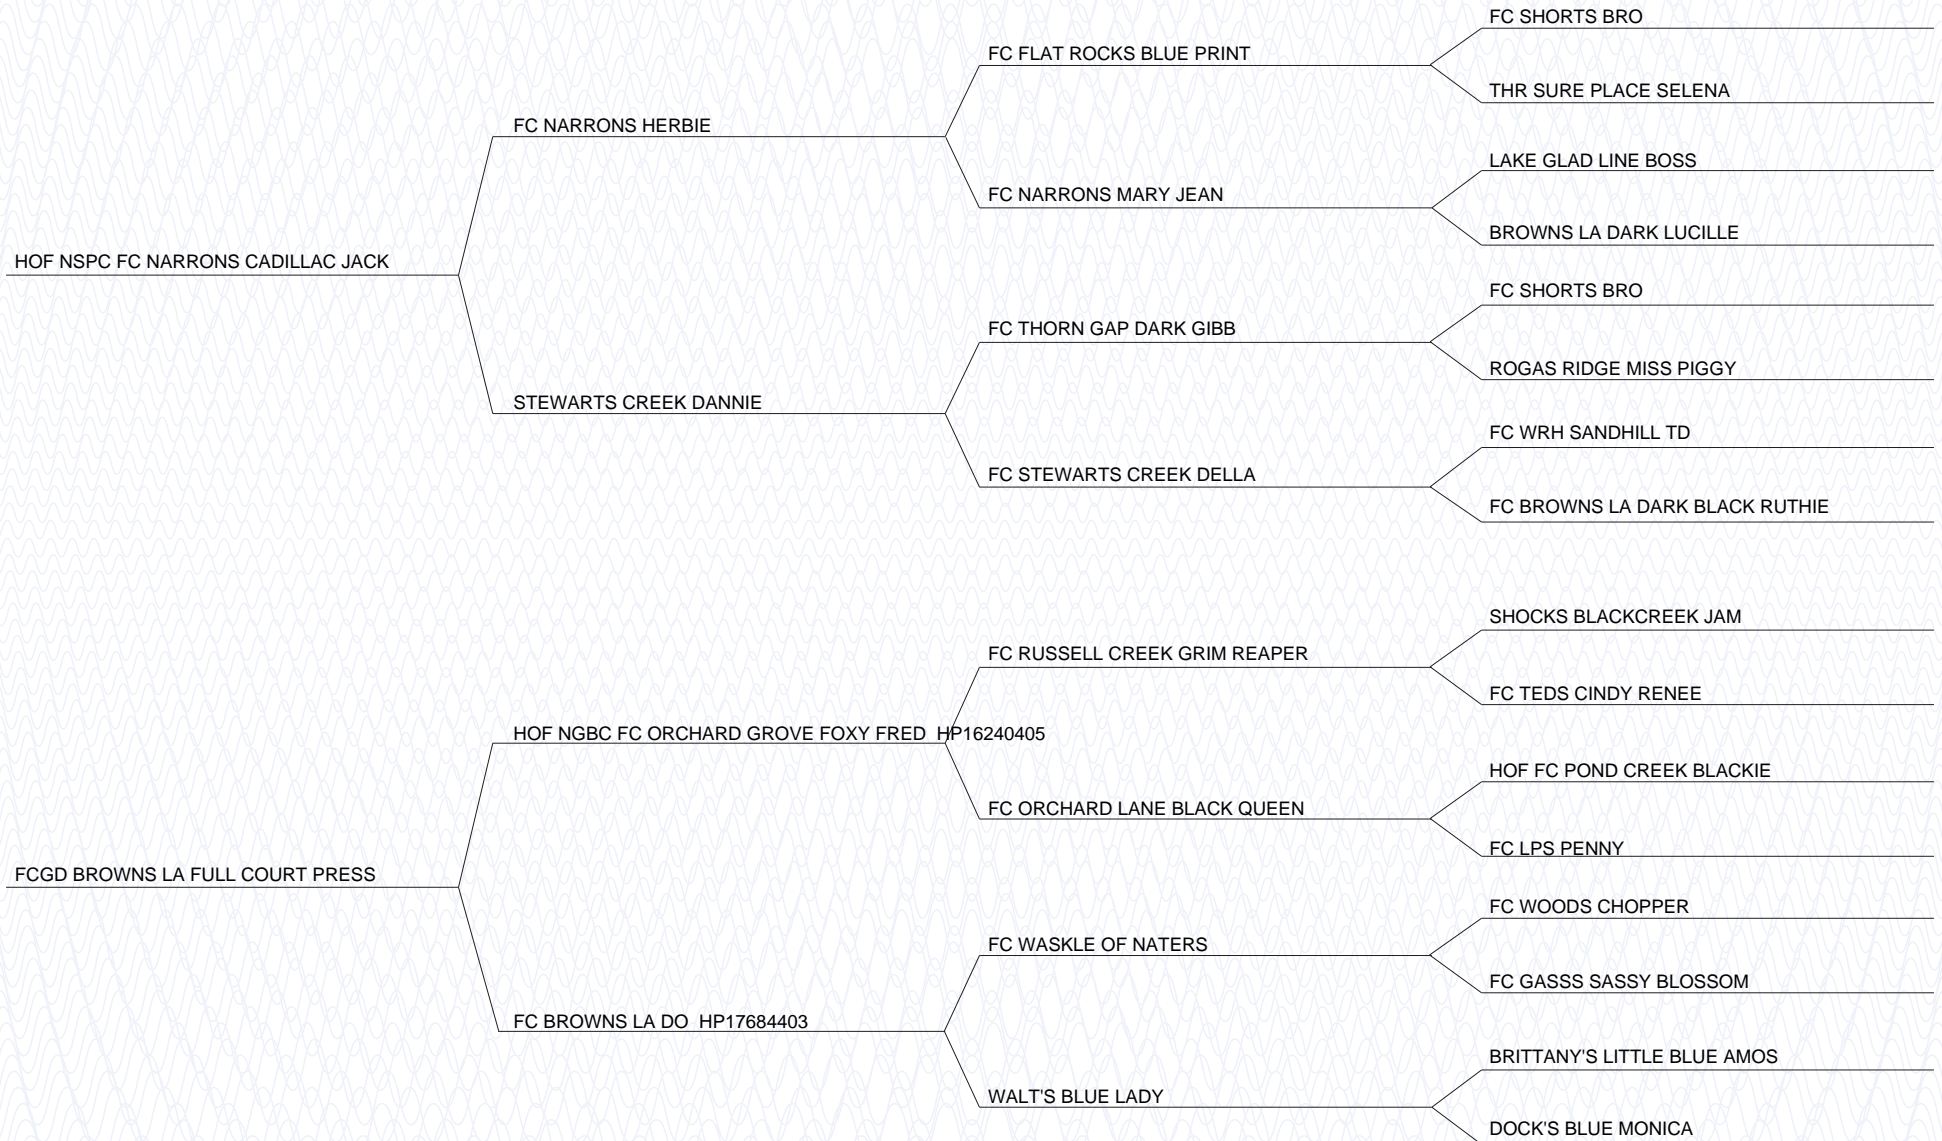 FC SHORTS BRO
FC FLAT ROCKS BLUE PRINT
THR SURE PLACE SELENA
FC NARRONS HERBIE
LAKE GLAD LINE BOSS
FC NARRONS MARY JEAN
BROWNS LA DARK LUCILLE
HOF NSPC FC NARRONS CADILLAC JACK
FC SHORTS BRO
FC THORN GAP DARK GIBB
ROGAS RIDGE MISS PIGGY
STEWARTS CREEK DANNIE
FC WRH SANDHILL TD
FC STEWARTS CREEK DELLA
FC BROWNS LA DARK BLACK RUTHIE
SHOCKS BLACKCREEK JAM
FC RUSSELL CREEK GRIM REAPER
FC TEDS CINDY RENEE
HOF NGBC FC ORCHARD GROVE FOXY FRED  HP16240405
HOF FC POND CREEK BLACKIE
FC ORCHARD LANE BLACK QUEEN
FC LPS PENNY
FCGD BROWNS LA FULL COURT PRESS
FC WOODS CHOPPER
FC WASKLE OF NATERS
FC GASSS SASSY BLOSSOM
FC BROWNS LA DO  HP17684403
BRITTANY'S LITTLE BLUE AMOS
WALT'S BLUE LADY
DOCK'S BLUE MONICA